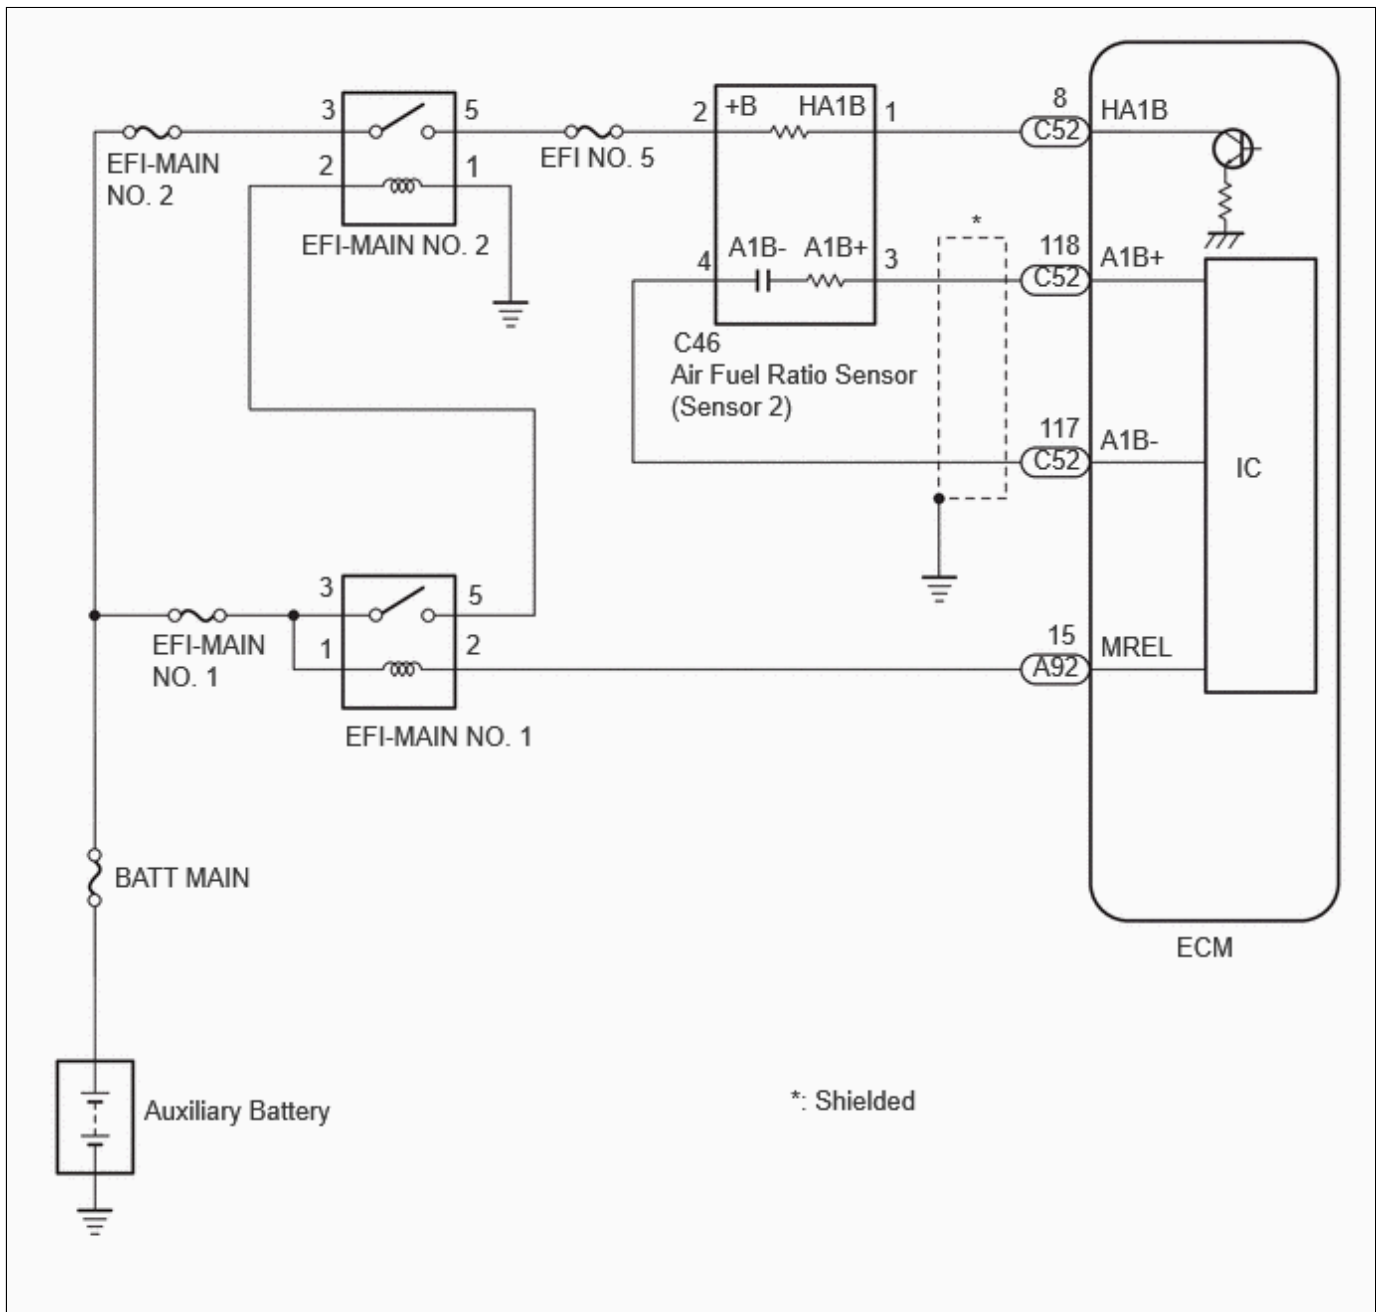 8
HA1B
C52
3
5
2
+B
HA1B
1
EFI-MAIN
NO. 2
EFI NO. 5
2
1
EFI-MAIN NO. 2
*
118
A1B+
C52
4
A1B-
A1B+
3
C46
Air Fuel Ratio Sensor
(Sensor 2)
117
A1B-
C52
IC
3
5
EFI-MAIN
NO. 1
1
2
15
MREL
A92
EFI-MAIN NO. 1
BATT MAIN
ECM
Auxiliary Battery
*: Shielded